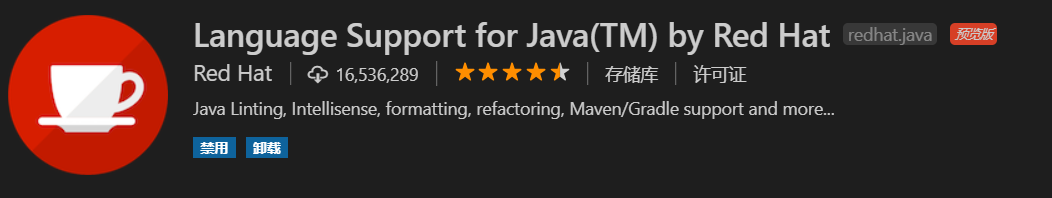 Language Support for Java(TM) by Red Hat redhat.java 预览版
Red Hat 16,536,289 存储库 许可证
Java Linting, Intellisense, formatting, refactoring, Maven/Gradle support and more...
禁用 卸载